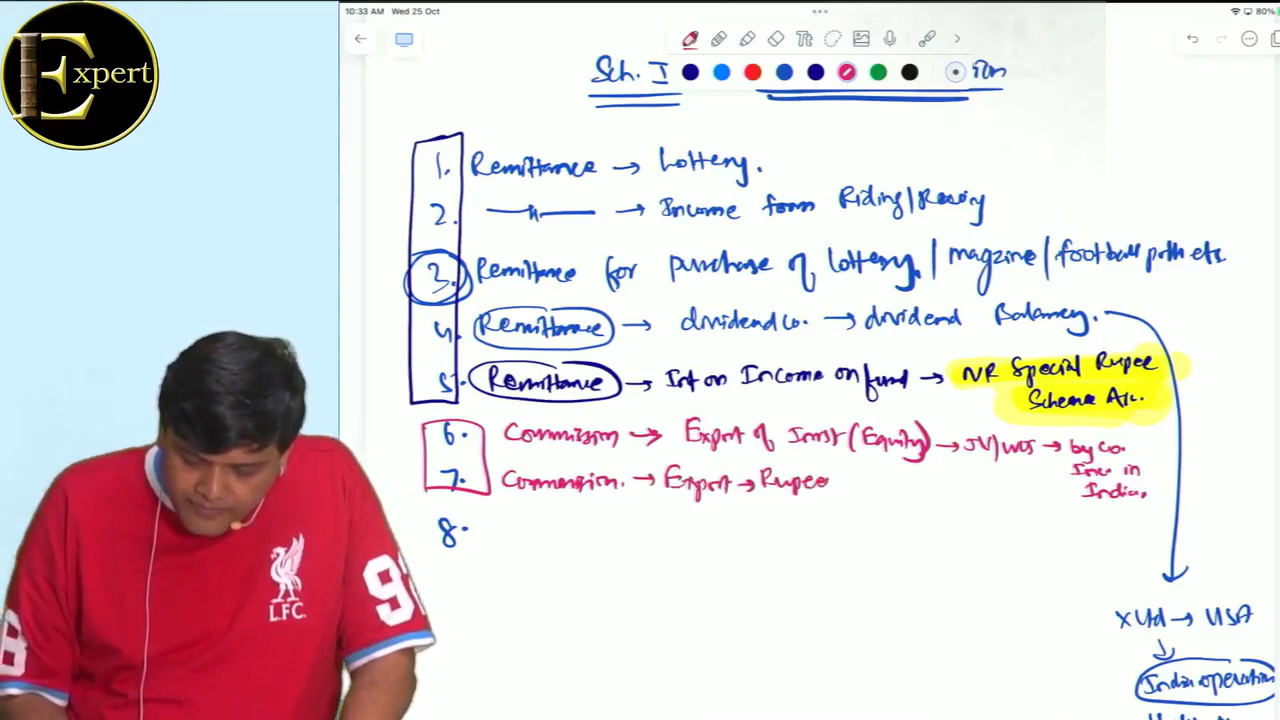 10:33 AM Wed 25 Oct
80%
Expert
Sch. I
1. Remittance → Lottery.
2. —"— → Income from Riding/Racing
3. Remittance for purchase of lottery, / magzine / football pools etc.
4. Remittance → dividend Co. → dividend Balancing.
5. Remittance → Int on Income on fund → NR Special Rupee
Scheme A/c.
6. Commission → Export of Invst (Equity) → JV/WOS → by Co.
Inc. in
India.
7. Commission. → Export → Rupee
8.
X Ltd → USA
India operation
L.F.C.